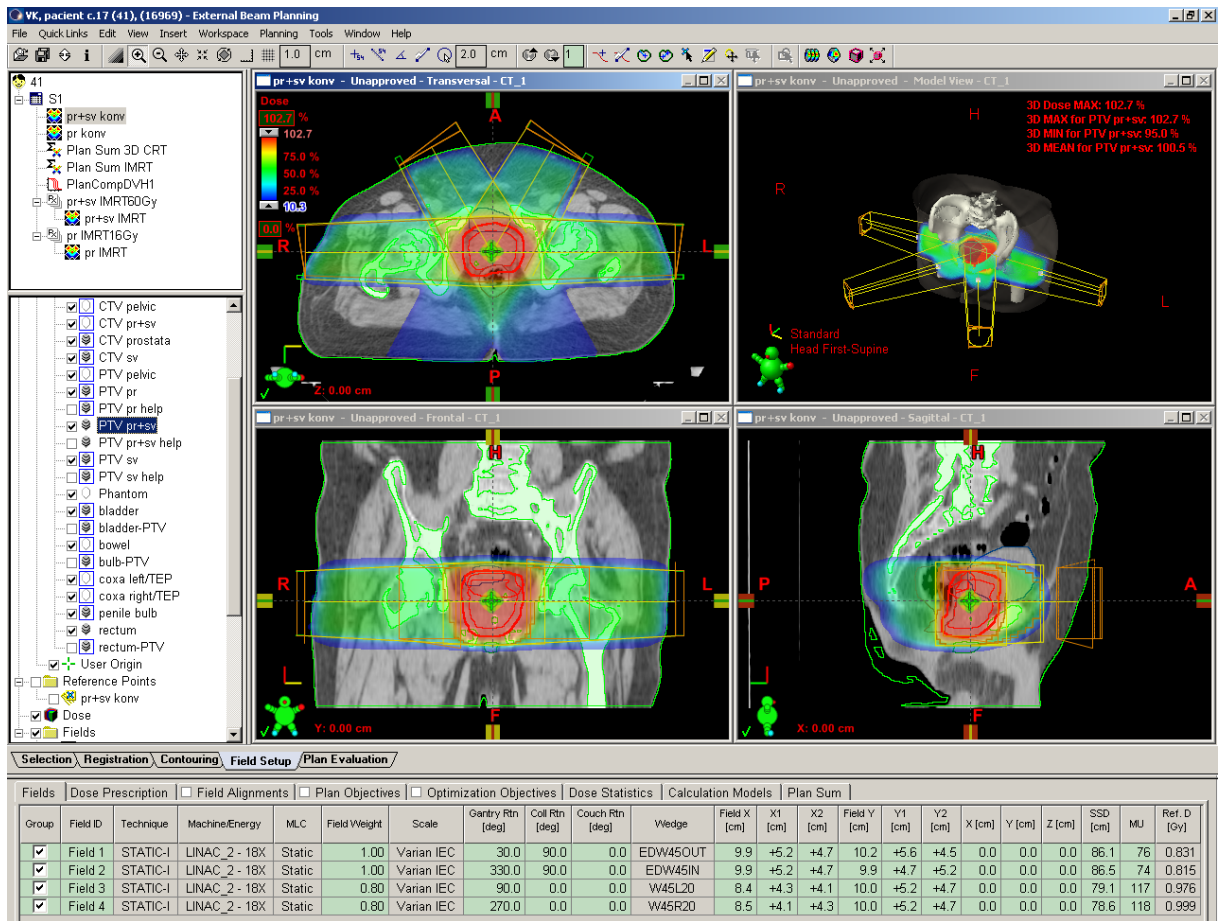 VK, pacient c.17 (41), (16969) - External Beam Planning
File Quick Links Edit View Insert Workspace Planning Tools Window Help
1.0 cm 2.0 cm 1
41
S1
pr+sv konv
pr konv
Plan Sum 3D CRT
Plan Sum IMRT
PlanCompDVH1
pr+sv IMRT60Gy
pr+sv IMRT
pr IMRT16Gy
pr IMRT
CTV pelvic
CTV pr+sv
CTV prostata
CTV sv
PTV pelvic
PTV pr
PTV pr help
PTV pr+sv
PTV pr+sv help
PTV sv
PTV sv help
Phantom
bladder
bladder-PTV
bowel
bulb-PTV
coxa left/TEP
coxa right/TEP
penile bulb
rectum
rectum-PTV
User Origin
Reference Points
pr+sv konv
Dose
Fields
pr+sv konv - Unapproved - Transversal - CT_1
Dose
102.7 %
102.7
75.0 %
50.0 %
25.0 %
10.3
0.0 %
A
R
L
P
Z: 0.00 cm
pr+sv konv - Unapproved - Model View - CT_1
3D Dose MAX: 102.7 %
3D MAX for PTV pr+sv: 102.7 %
3D MIN for PTV pr+sv: 95.0 %
3D MEAN for PTV pr+sv: 100.5 %
H
R
L
F
Standard
Head First-Supine
pr+sv konv - Unapproved - Frontal - CT_1
H
R
L
F
Y: 0.00 cm
pr+sv konv - Unapproved - Sagittal - CT_1
H
P
A
F
X: 0.00 cm
Selection Registration Contouring Field Setup Plan Evaluation
Fields Dose Prescription Field Alignments Plan Objectives Optimization Objectives Dose Statistics Calculation Models Plan Sum
Group Field ID Technique Machine/Energy MLC Field Weight Scale Gantry Rtn [deg] Coll Rtn [deg] Couch Rtn [deg] Wedge Field X [cm] X1 [cm] X2 [cm] Field Y [cm] Y1 [cm] Y2 [cm] X [cm] Y [cm] Z [cm] SSD [cm] MU Ref. D [Gy]
Field 1 STATIC-I LINAC_2 - 18X Static 1.00 Varian IEC 30.0 90.0 0.0 EDW45OUT 9.9 +5.2 +4.7 10.2 +5.6 +4.5 0.0 0.0 0.0 86.1 76 0.831
Field 2 STATIC-I LINAC_2 - 18X Static 1.00 Varian IEC 330.0 90.0 0.0 EDW45IN 9.9 +5.2 +4.7 9.9 +4.7 +5.2 0.0 0.0 0.0 86.5 74 0.815
Field 3 STATIC-I LINAC_2 - 18X Static 0.80 Varian IEC 90.0 0.0 0.0 W45L20 8.4 +4.3 +4.1 10.0 +5.2 +4.7 0.0 0.0 0.0 79.1 117 0.976
Field 4 STATIC-I LINAC_2 - 18X Static 0.80 Varian IEC 270.0 0.0 0.0 W45R20 8.5 +4.1 +4.3 10.0 +5.2 +4.7 0.0 0.0 0.0 78.6 118 0.999